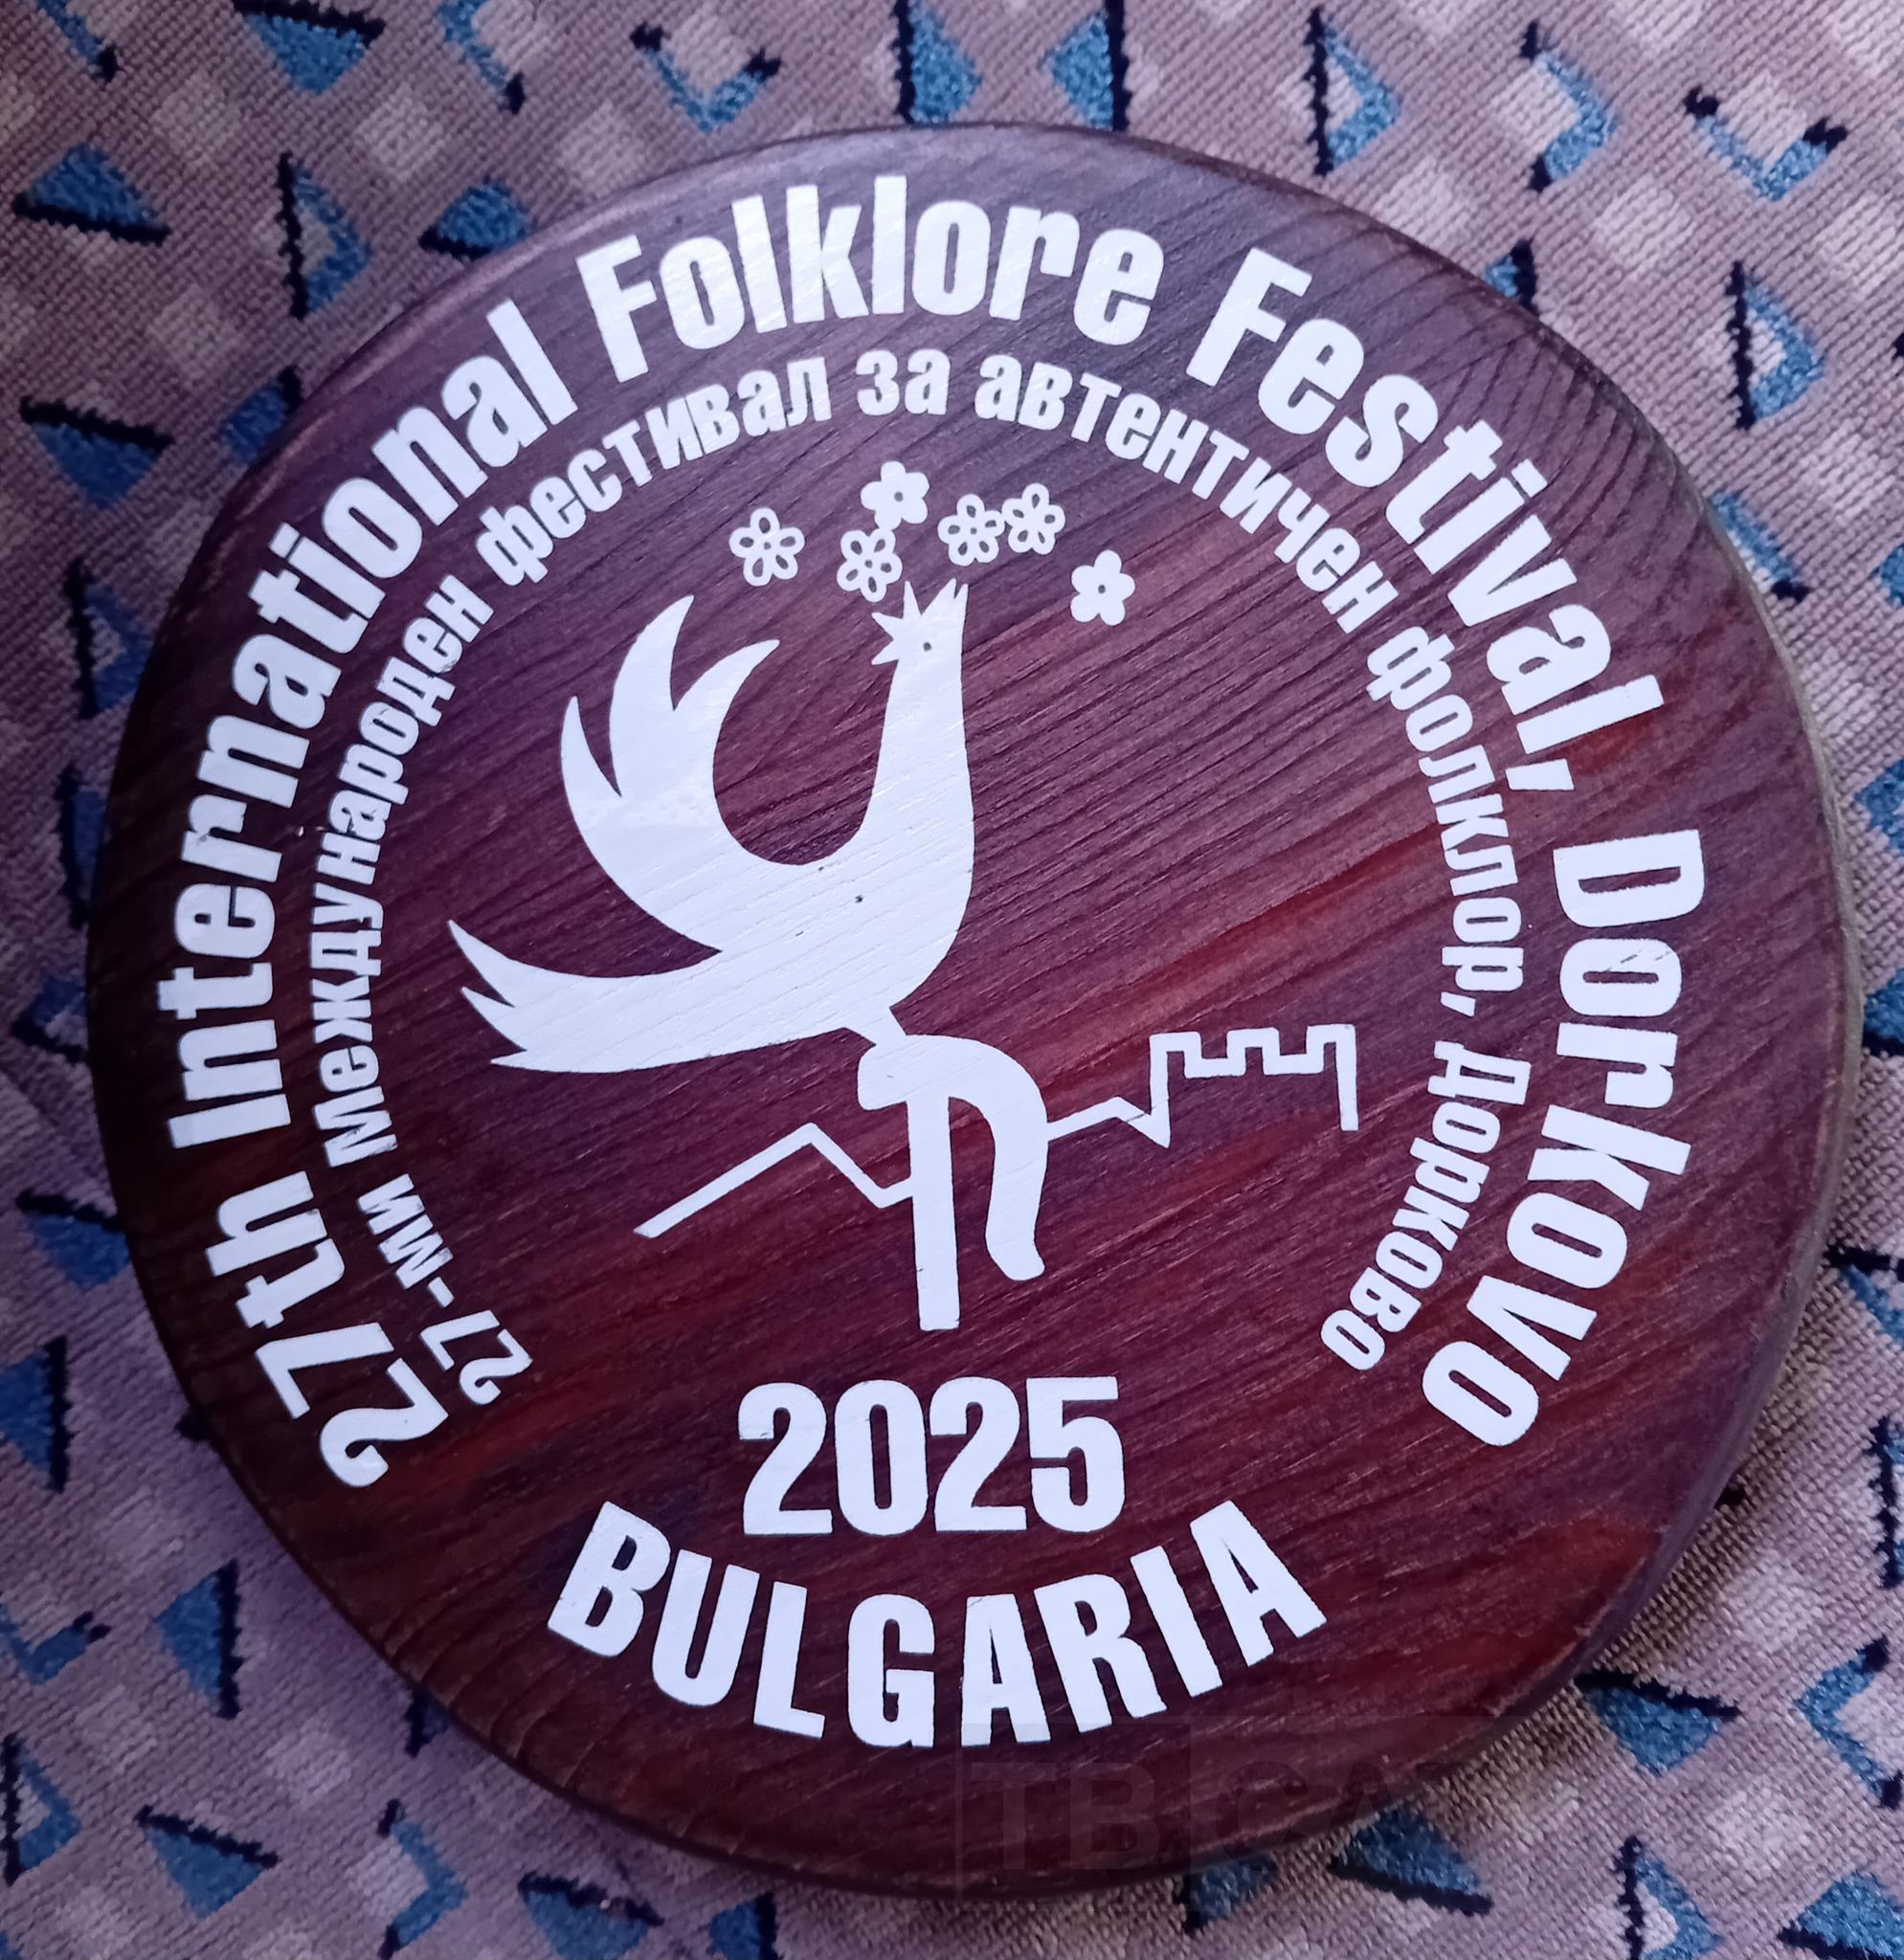 27th International Folklore Festival, Dorkovo
27-ми Международен фестивал за автентичен фолклор, Дорково
2025
BULGARIA